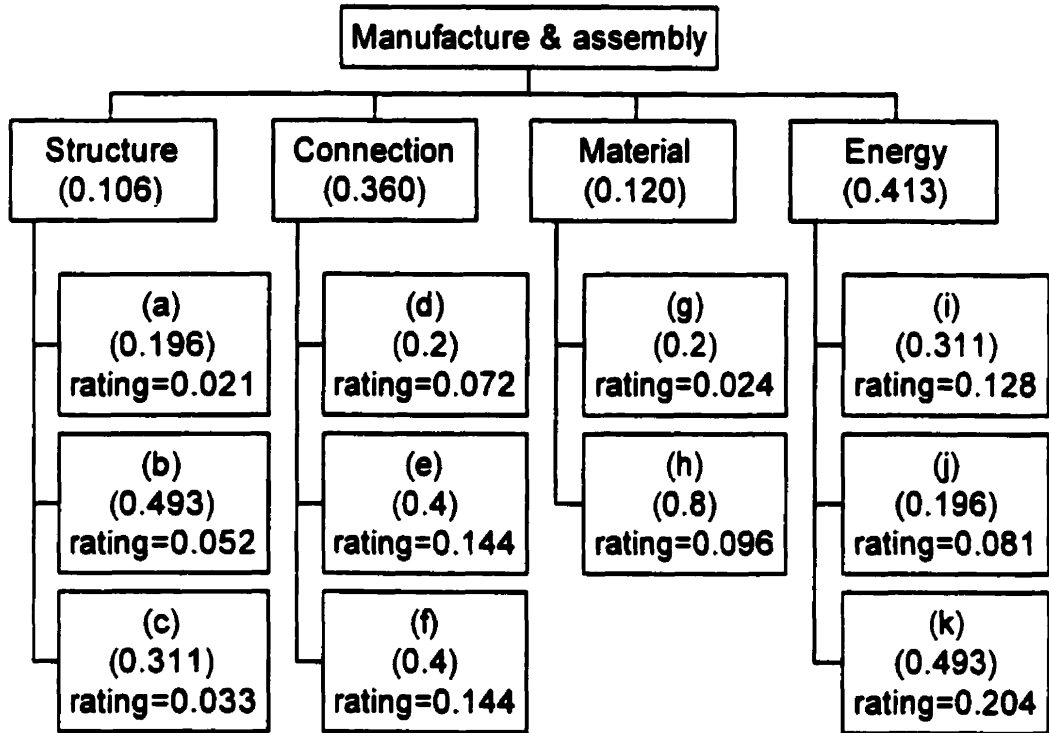 Manufacture & assembly
Structure
(0.106)
Connection
(0.360)
Material
(0.120)
Energy
(0.413)
(a)
(0.196)
rating=0.021
(b)
(0.493)
rating=0.052
(c)
(0.311)
rating=0.033
(d)
(0.2)
rating=0.072
(e)
(0.4)
rating=0.144
(f)
(0.4)
rating=0.144
(g)
(0.2)
rating=0.024
(h)
(0.8)
rating=0.096
(i)
(0.311)
rating=0.128
(j)
(0.196)
rating=0.081
(k)
(0.493)
rating=0.204